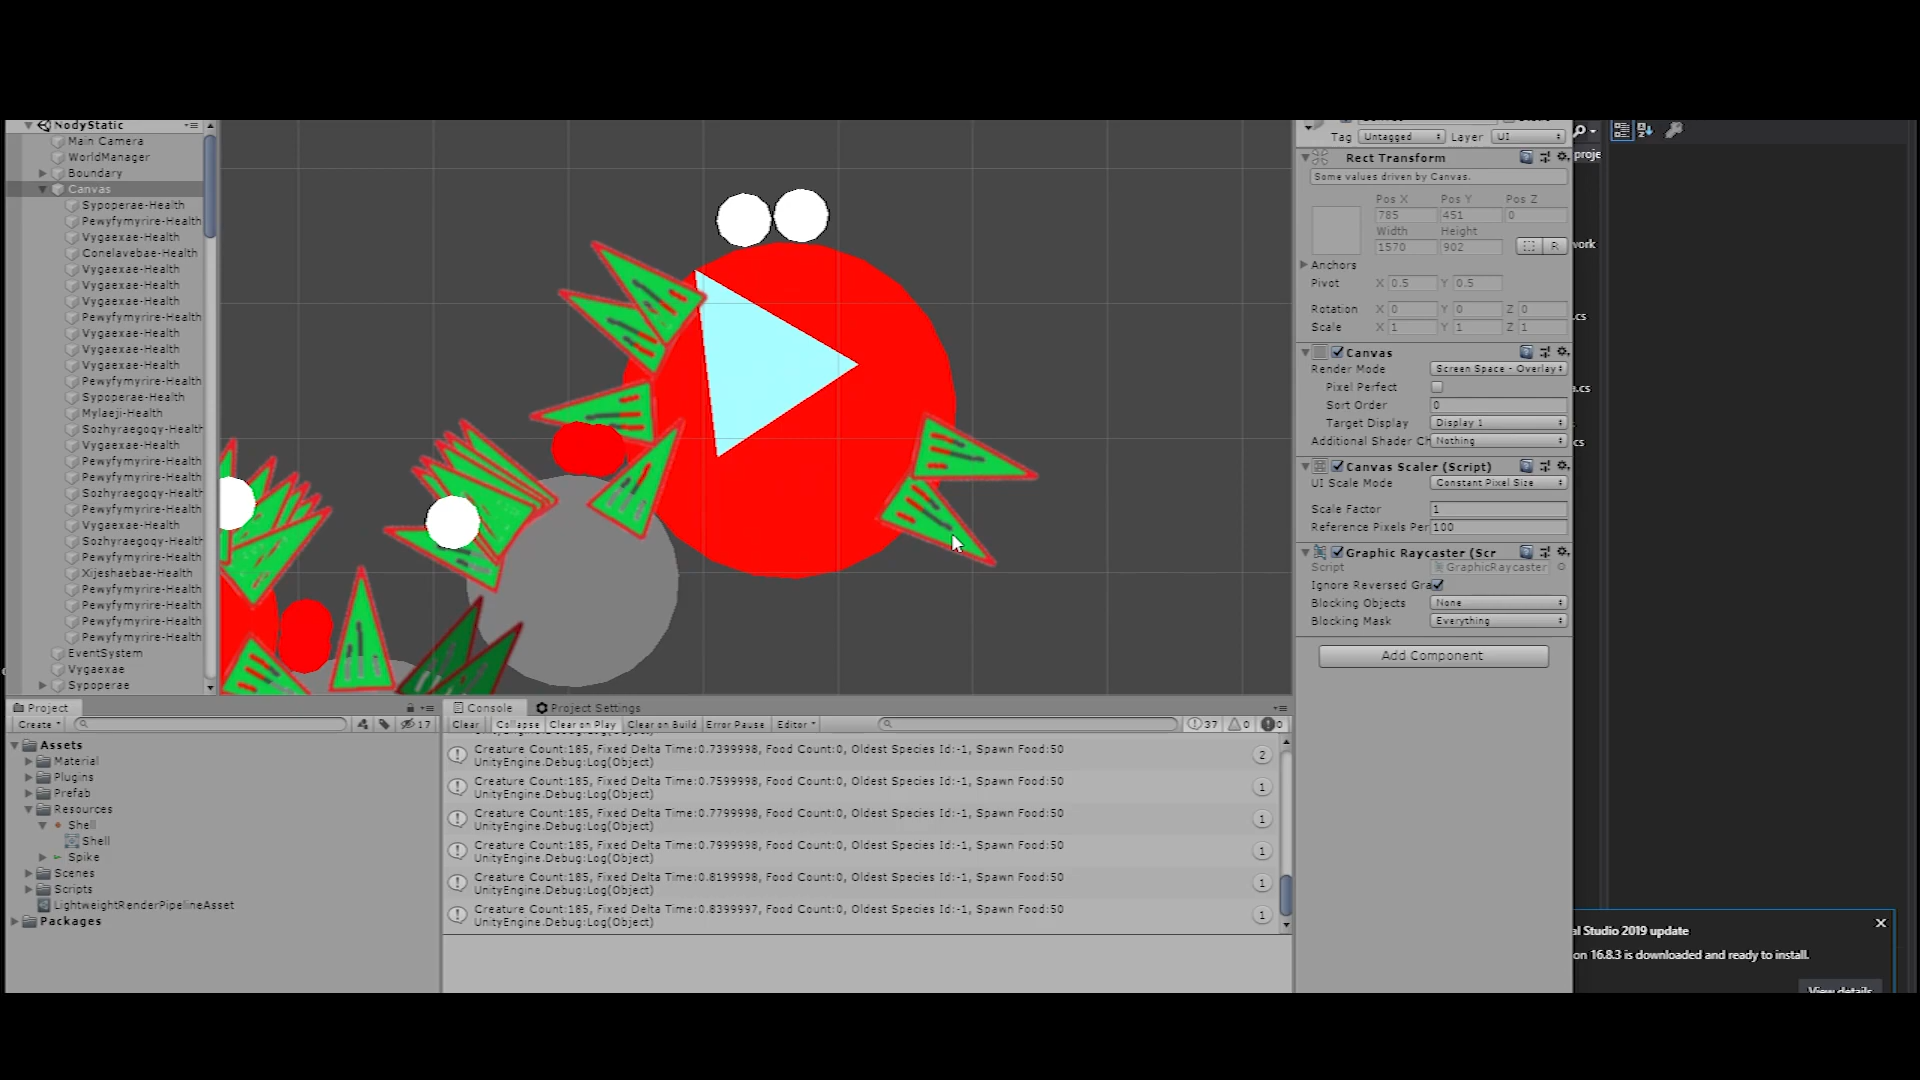 NodyStatic
Main Camera
WorldManager
Boundary
Canvas
Sypoperae-Health
Pewyfymyrire-Health
Vygaexae-Health
Conelavebae-Health
Vygaexae-Health
Vygaexae-Health
Vygaexae-Health
Pewyfymyrire-Health
Vygaexae-Health
Vygaexae-Health
Vygaexae-Health
Pewyfymyrire-Health
Sypoperae-Health
Mylaeji-Health
Sozhyraegoqy-Health
Vygaexae-Health
Pewyfymyrire-Health
Pewyfymyrire-Health
Sozhyraegoqy-Health
Pewyfymyrire-Health
Vygaexae-Health
Sozhyraegoqy-Health
Pewyfymyrire-Health
Xijeshaebae-Health
Pewyfymyrire-Health
Pewyfymyrire-Health
Pewyfymyrire-Health
Pewyfymyrire-Health
EventSystem
Vygaexae
Sypoperae
Tag Untagged Layer UI
Rect Transform
Some values driven by Canvas.
Pos X Pos Y Pos Z
785 451 0
Width Height
1570 902 R
Anchors
Pivot X 0.5 Y 0.5
Rotation X 0 Y 0 Z 0
Scale X 1 Y 1 Z 1
Canvas
Render Mode Screen Space - Overlay
Pixel Perfect
Sort Order 0
Target Display Display 1
Additional Shader Ch Nothing
Canvas Scaler (Script)
UI Scale Mode Constant Pixel Size
Scale Factor 1
Reference Pixels Per 100
Graphic Raycaster (Scr
Script GraphicRaycaster
Ignore Reversed Gra
Blocking Objects None
Blocking Mask Everything
Add Component
proje
work
.cs
a.cs
cs
Project
Create 17
Assets
Material
Plugins
Prefab
Resources
Shell
Shell
Spike
Scenes
Scripts
LightweightRenderPipelineAsset
Packages
Console Project Settings
Clear Collapse Clear on Play Clear on Build Error Pause Editor 37 0 0
Creature Count:185, Fixed Delta Time:0.7399998, Food Count:0, Oldest Species Id:-1, Spawn Food:50 2
UnityEngine.Debug:Log(Object)
Creature Count:185, Fixed Delta Time:0.7599998, Food Count:0, Oldest Species Id:-1, Spawn Food:50 1
UnityEngine.Debug:Log(Object)
Creature Count:185, Fixed Delta Time:0.7799998, Food Count:0, Oldest Species Id:-1, Spawn Food:50 1
UnityEngine.Debug:Log(Object)
Creature Count:185, Fixed Delta Time:0.7999998, Food Count:0, Oldest Species Id:-1, Spawn Food:50 1
UnityEngine.Debug:Log(Object)
Creature Count:185, Fixed Delta Time:0.8199998, Food Count:0, Oldest Species Id:-1, Spawn Food:50 1
UnityEngine.Debug:Log(Object)
Creature Count:185, Fixed Delta Time:0.8399997, Food Count:0, Oldest Species Id:-1, Spawn Food:50 1
UnityEngine.Debug:Log(Object)
al Studio 2019 update
on 16.8.3 is downloaded and ready to install.
View details